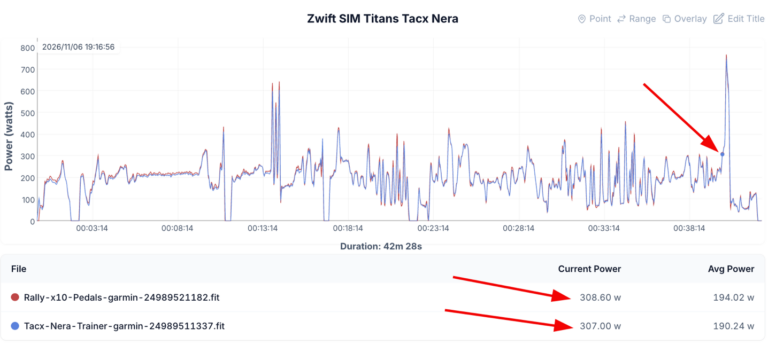 Zwift SIM Titans Tacx Nera
Point Range Overlay Edit Title
2026/11/06 19:16:56
Power (watts)
800
700
600
500
400
300
200
100
0
00:03:14 00:08:14 00:13:14 00:18:14 00:23:14 00:28:14 00:33:14 00:38:14
Duration: 42m 28s
File Current Power Avg Power
Rally-x10-Pedals-garmin-24989521182.fit 308.60 w 194.02 w
Tacx-Nera-Trainer-garmin-24989511337.fit 307.00 w 190.24 w